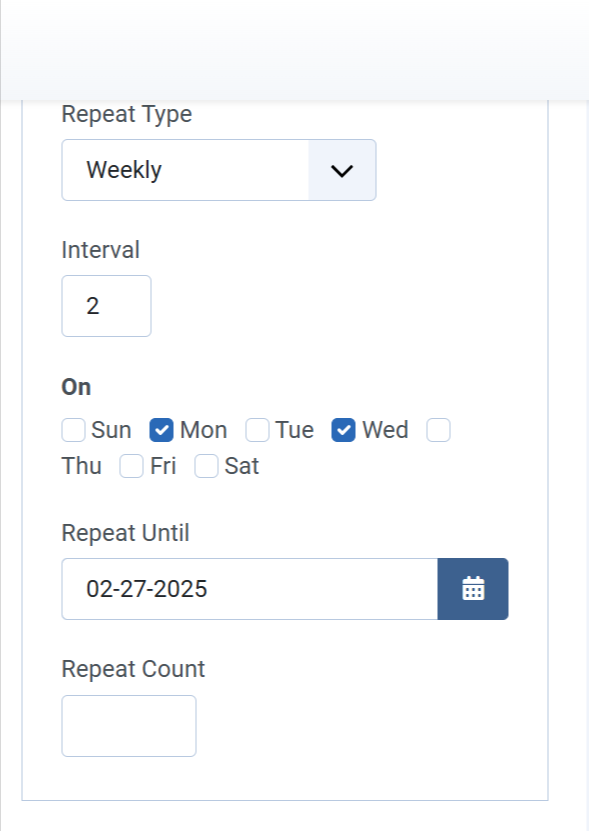 Repeat Type
Weekly
Interval
2
On
Sun Mon Tue Wed
Thu Fri Sat
Repeat Until
02-27-2025
Repeat Count